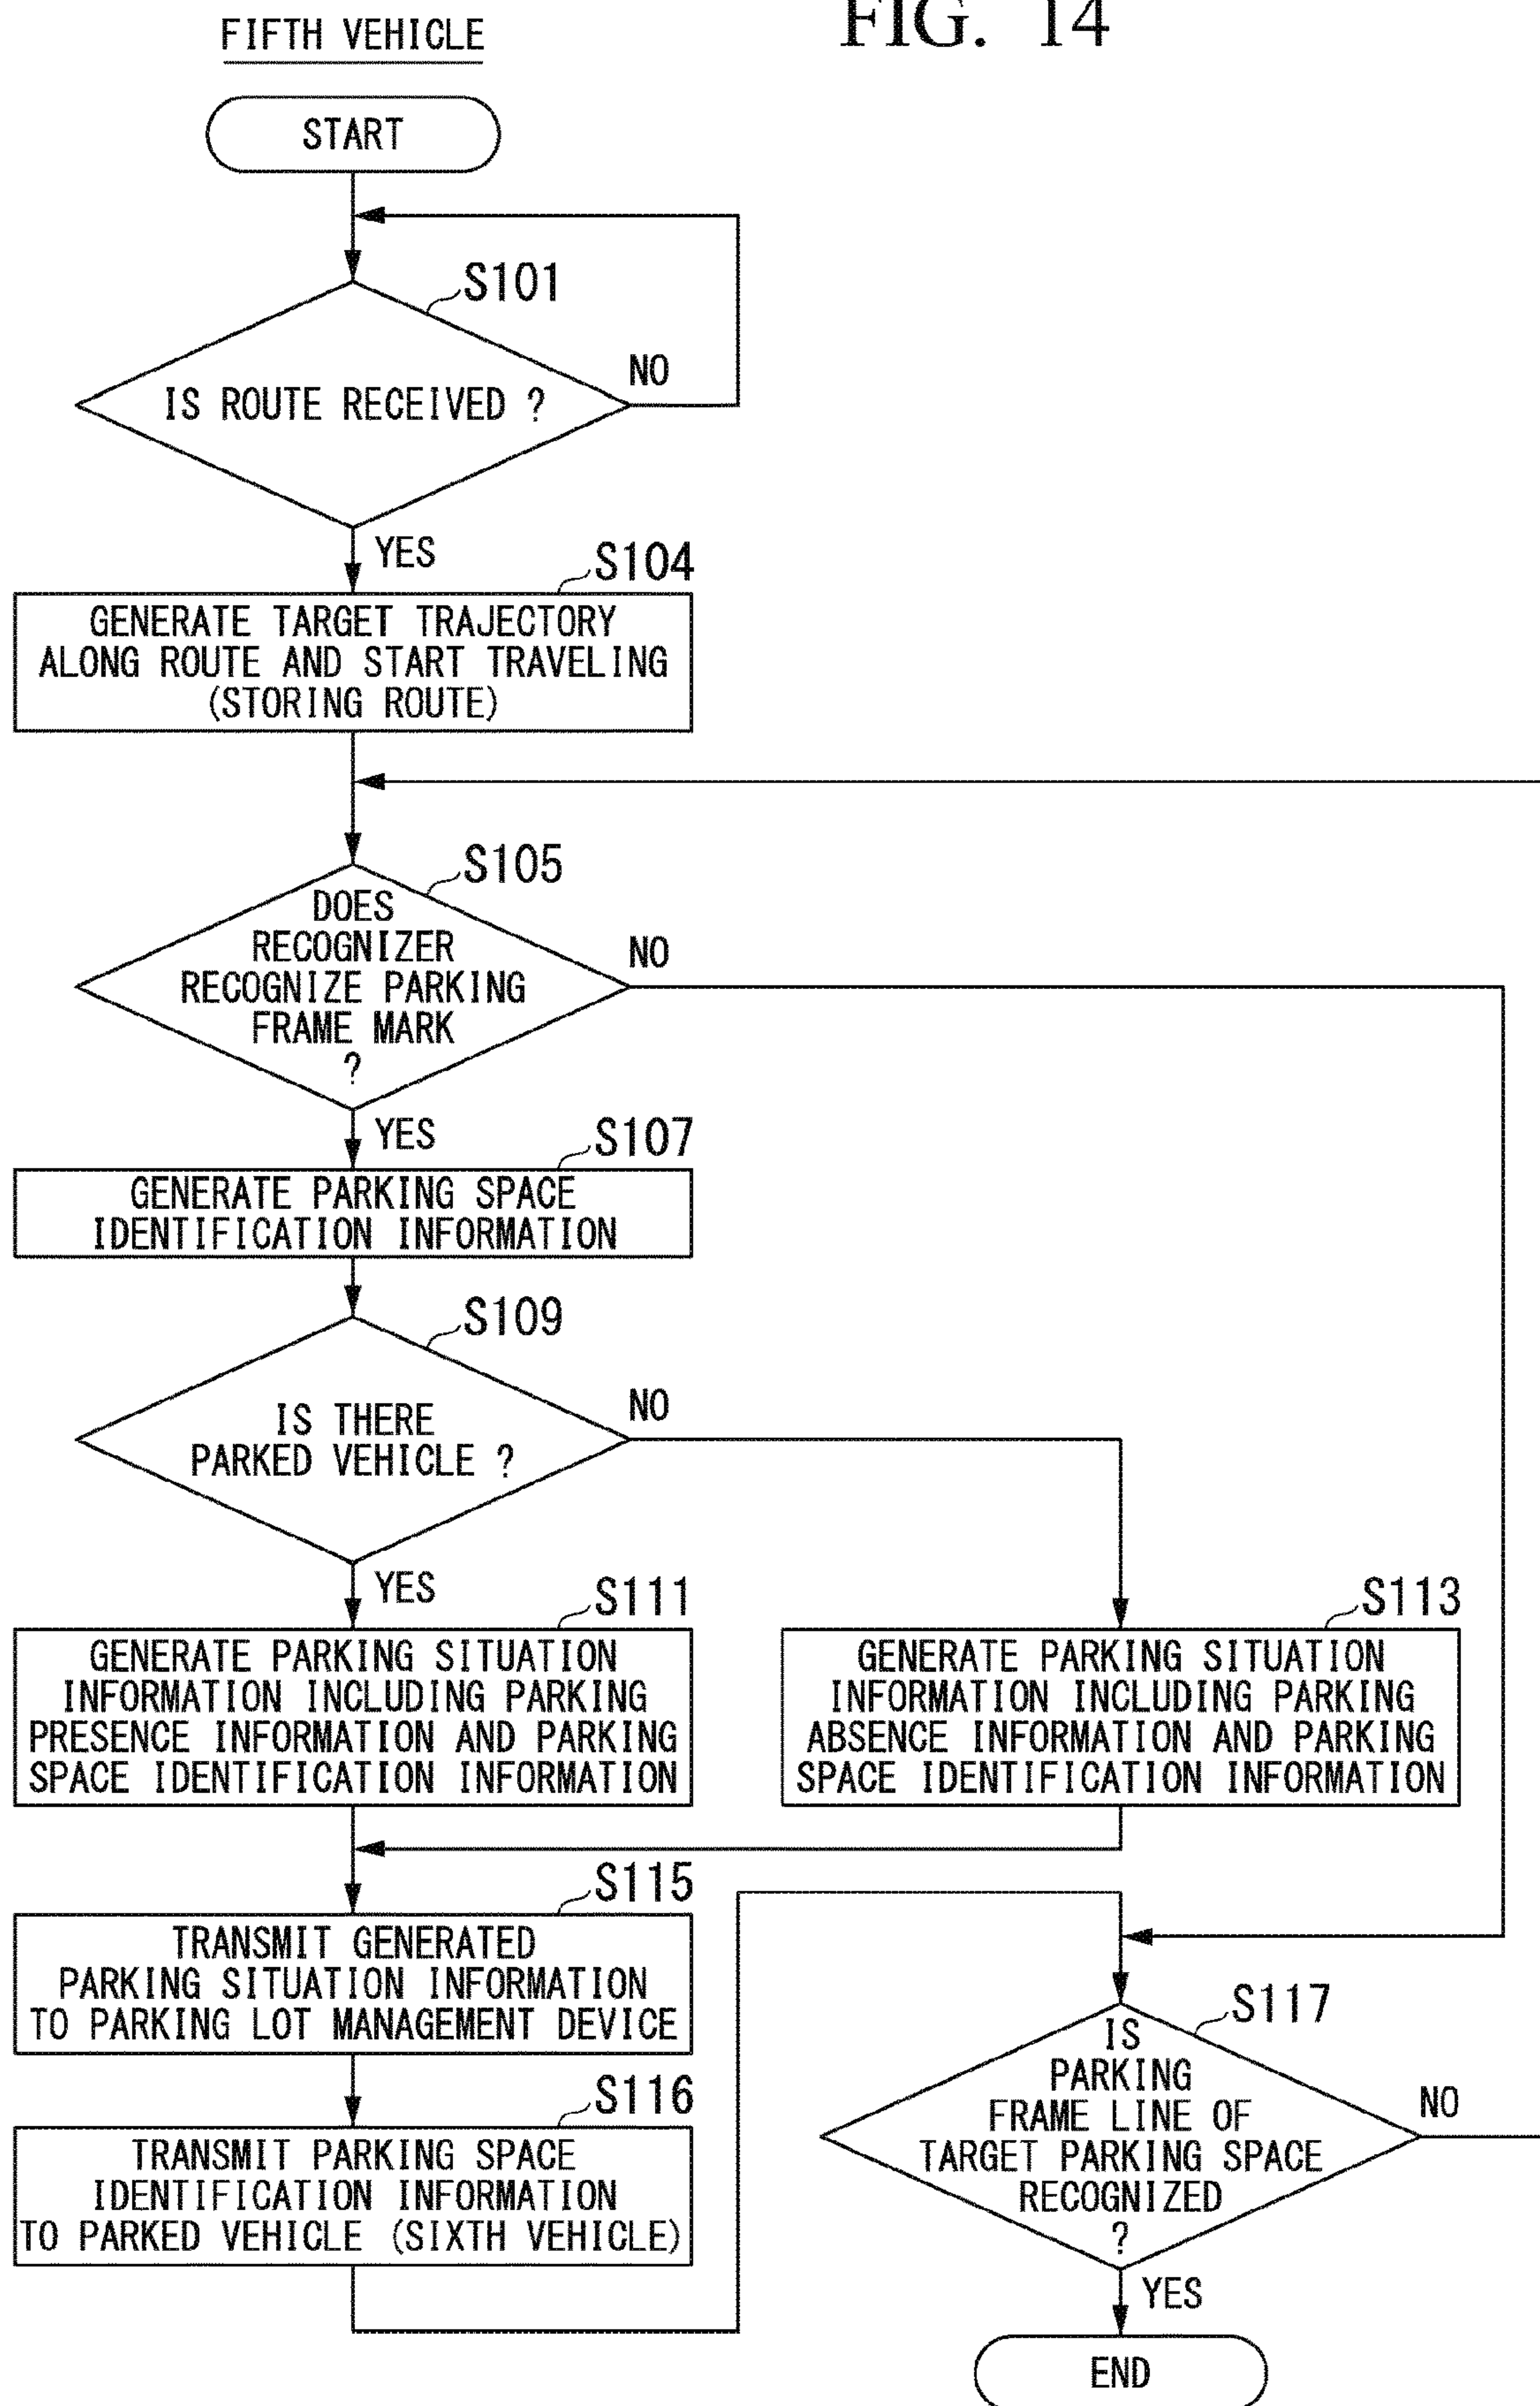 FIG. 14
FIFTH VEHICLE
START
S101
IS ROUTE RECEIVED ?
NO
YES
S104
GENERATE TARGET TRAJECTORY
ALONG ROUTE AND START TRAVELING
(STORING ROUTE)
S105
DOES
RECOGNIZER
RECOGNIZE PARKING
FRAME MARK
?
NO
YES
S107
GENERATE PARKING SPACE
IDENTIFICATION INFORMATION
S109
IS THERE
PARKED VEHICLE ?
NO
YES
S111
GENERATE PARKING SITUATION
INFORMATION INCLUDING PARKING
PRESENCE INFORMATION AND PARKING
SPACE IDENTIFICATION INFORMATION
S113
GENERATE PARKING SITUATION
INFORMATION INCLUDING PARKING
ABSENCE INFORMATION AND PARKING
SPACE IDENTIFICATION INFORMATION
S115
TRANSMIT GENERATED
PARKING SITUATION INFORMATION
TO PARKING LOT MANAGEMENT DEVICE
S116
TRANSMIT PARKING SPACE
IDENTIFICATION INFORMATION
TO PARKED VEHICLE (SIXTH VEHICLE)
S117
IS
PARKING
FRAME LINE OF
TARGET PARKING SPACE
RECOGNIZED
?
NO
YES
END